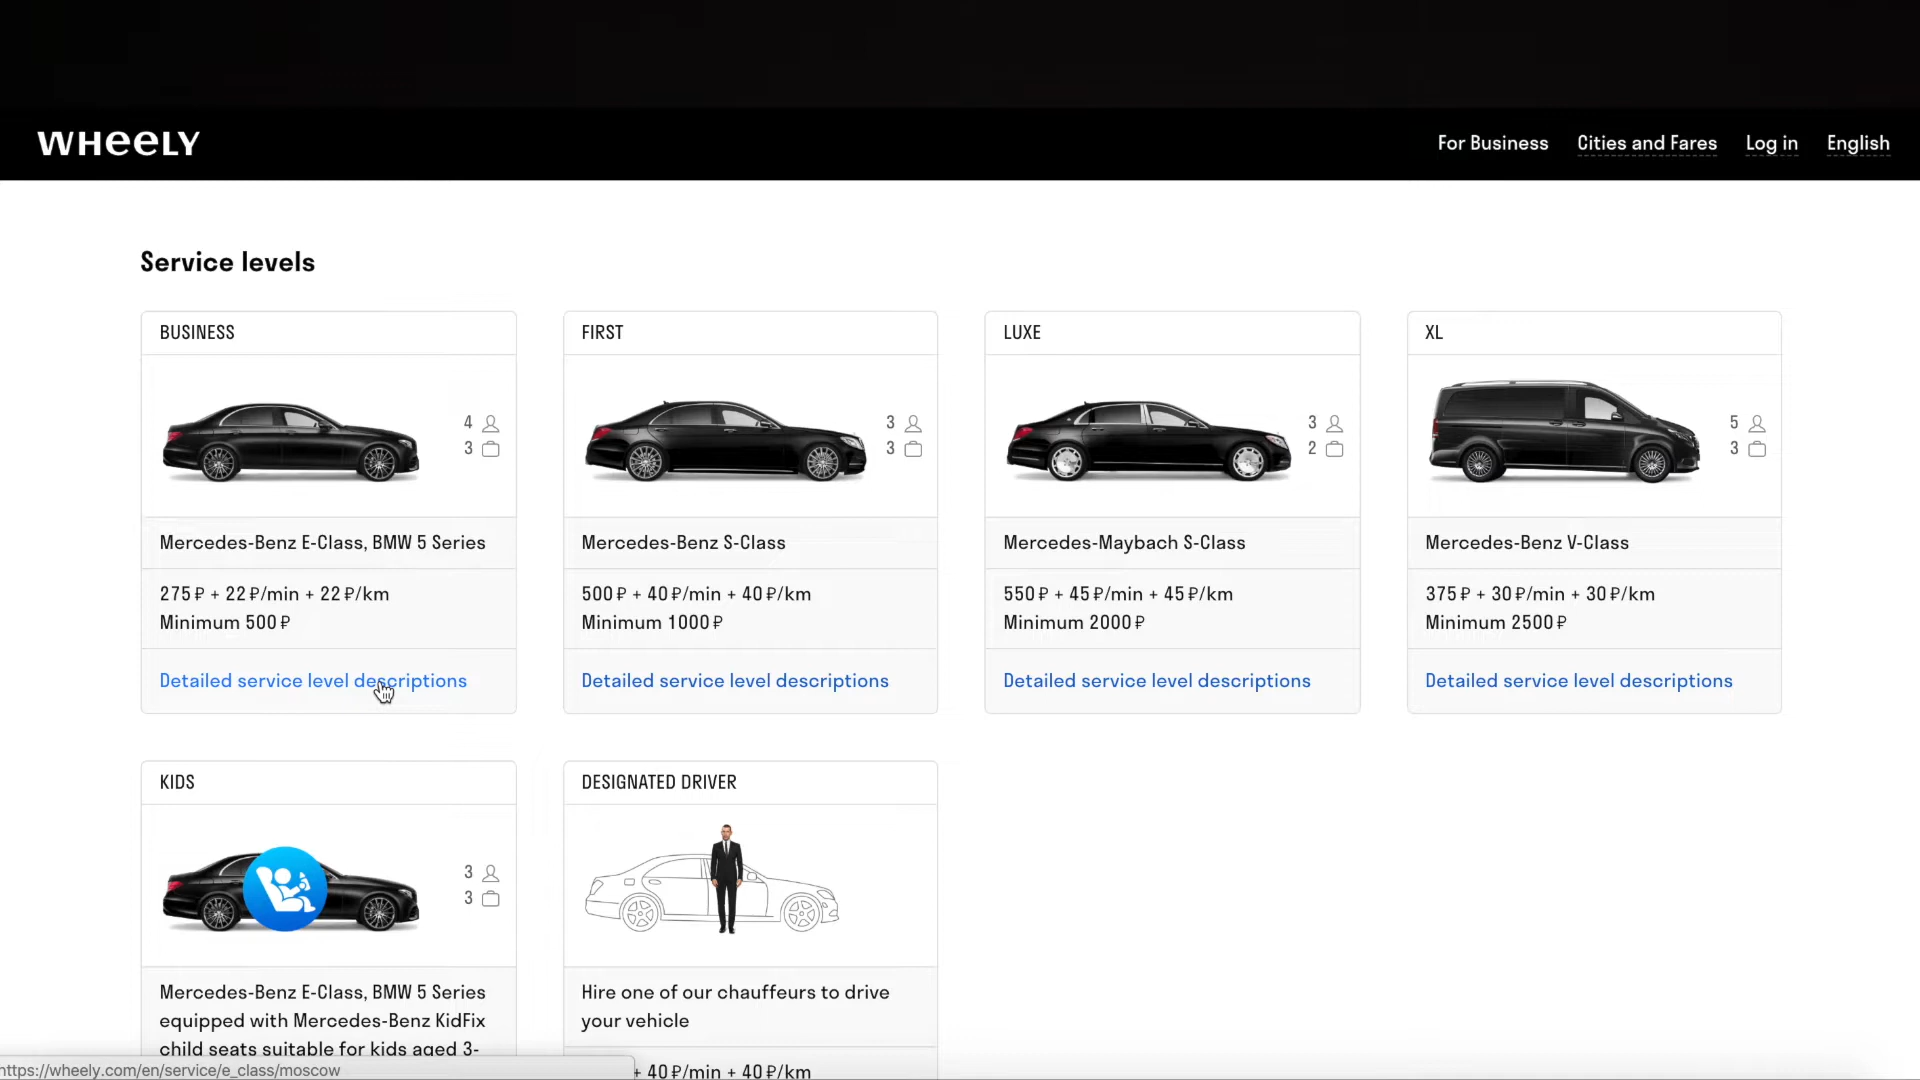 WHEELY
For Business
Cities and Fares
Log in
English
Service levels
BUSINESS
4
3
Mercedes-Benz E-Class, BMW 5 Series
275 ₽ + 22 ₽/min + 22 ₽/km
Minimum 500 ₽
Detailed service level descriptions
FIRST
3
3
Mercedes-Benz S-Class
500 ₽ + 40 ₽/min + 40 ₽/km
Minimum 1000 ₽
Detailed service level descriptions
LUXE
3
2
Mercedes-Maybach S-Class
550 ₽ + 45 ₽/min + 45 ₽/km
Minimum 2000 ₽
Detailed service level descriptions
XL
5
3
Mercedes-Benz V-Class
375 ₽ + 30 ₽/min + 30 ₽/km
Minimum 2500 ₽
Detailed service level descriptions
KIDS
3
3
Mercedes-Benz E-Class, BMW 5 Series
equipped with Mercedes-Benz KidFix
child seats suitable for kids aged 3-
DESIGNATED DRIVER
Hire one of our chauffeurs to drive
your vehicle
+ 40 ₽/min + 40 ₽/km
https://wheely.com/en/service/e_class/moscow